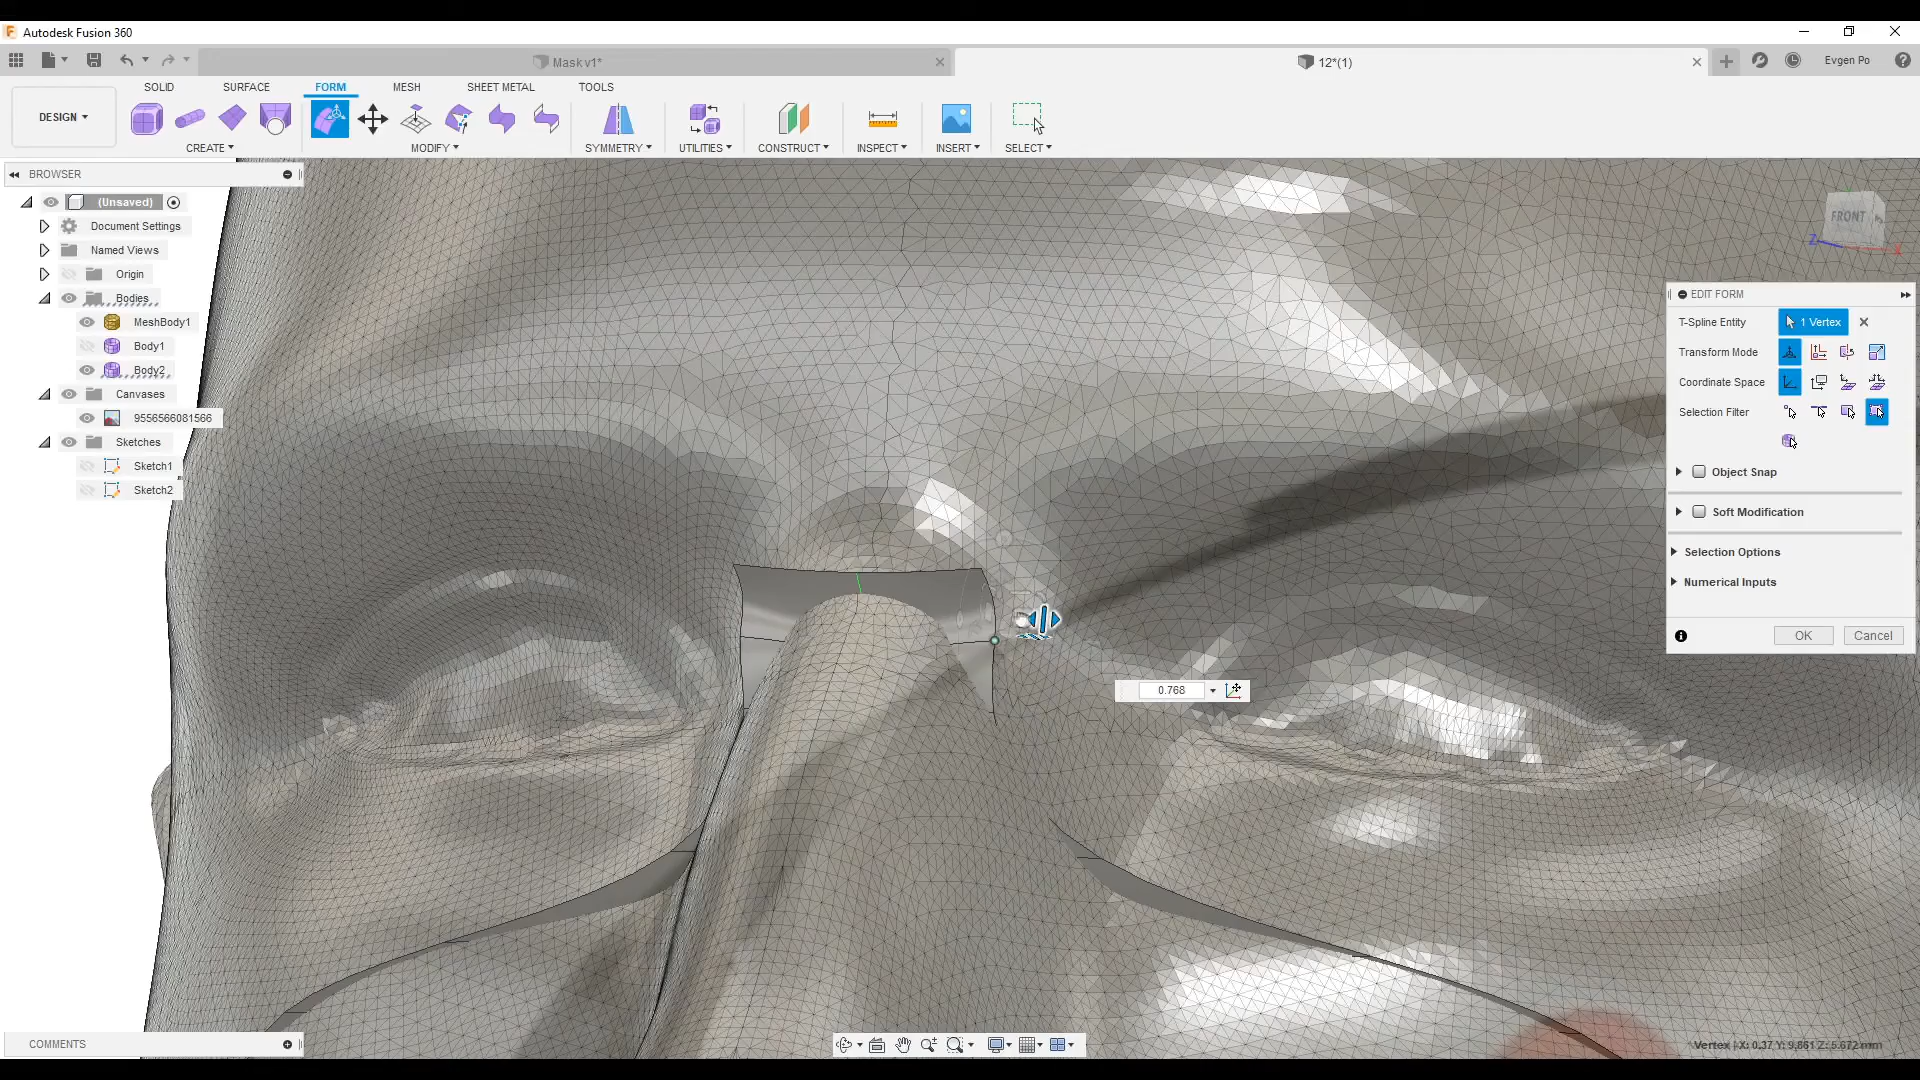 Autodesk Fusion 360
Mask v1*
12*(1)
Evgen Po
SOLID
SURFACE
FORM
MESH
SHEET METAL
TOOLS
DESIGN
CREATE
MODIFY
SYMMETRY
UTILITIES
CONSTRUCT
INSPECT
INSERT
SELECT
BROWSER
(Unsaved)
Document Settings
Named Views
Origin
Bodies
MeshBody1
Body1
Body2
Canvases
9556566081566
Sketches
Sketch1
Sketch2
FRONT
Z
X
EDIT FORM
T-Spline Entity
1 Vertex
Transform Mode
Coordinate Space
Selection Filter
Object Snap
Soft Modification
Selection Options
Numerical Inputs
OK
Cancel
0.768
COMMENTS
Vertex | X: 0.37 Y: 9.861 Z: 5.672 mm